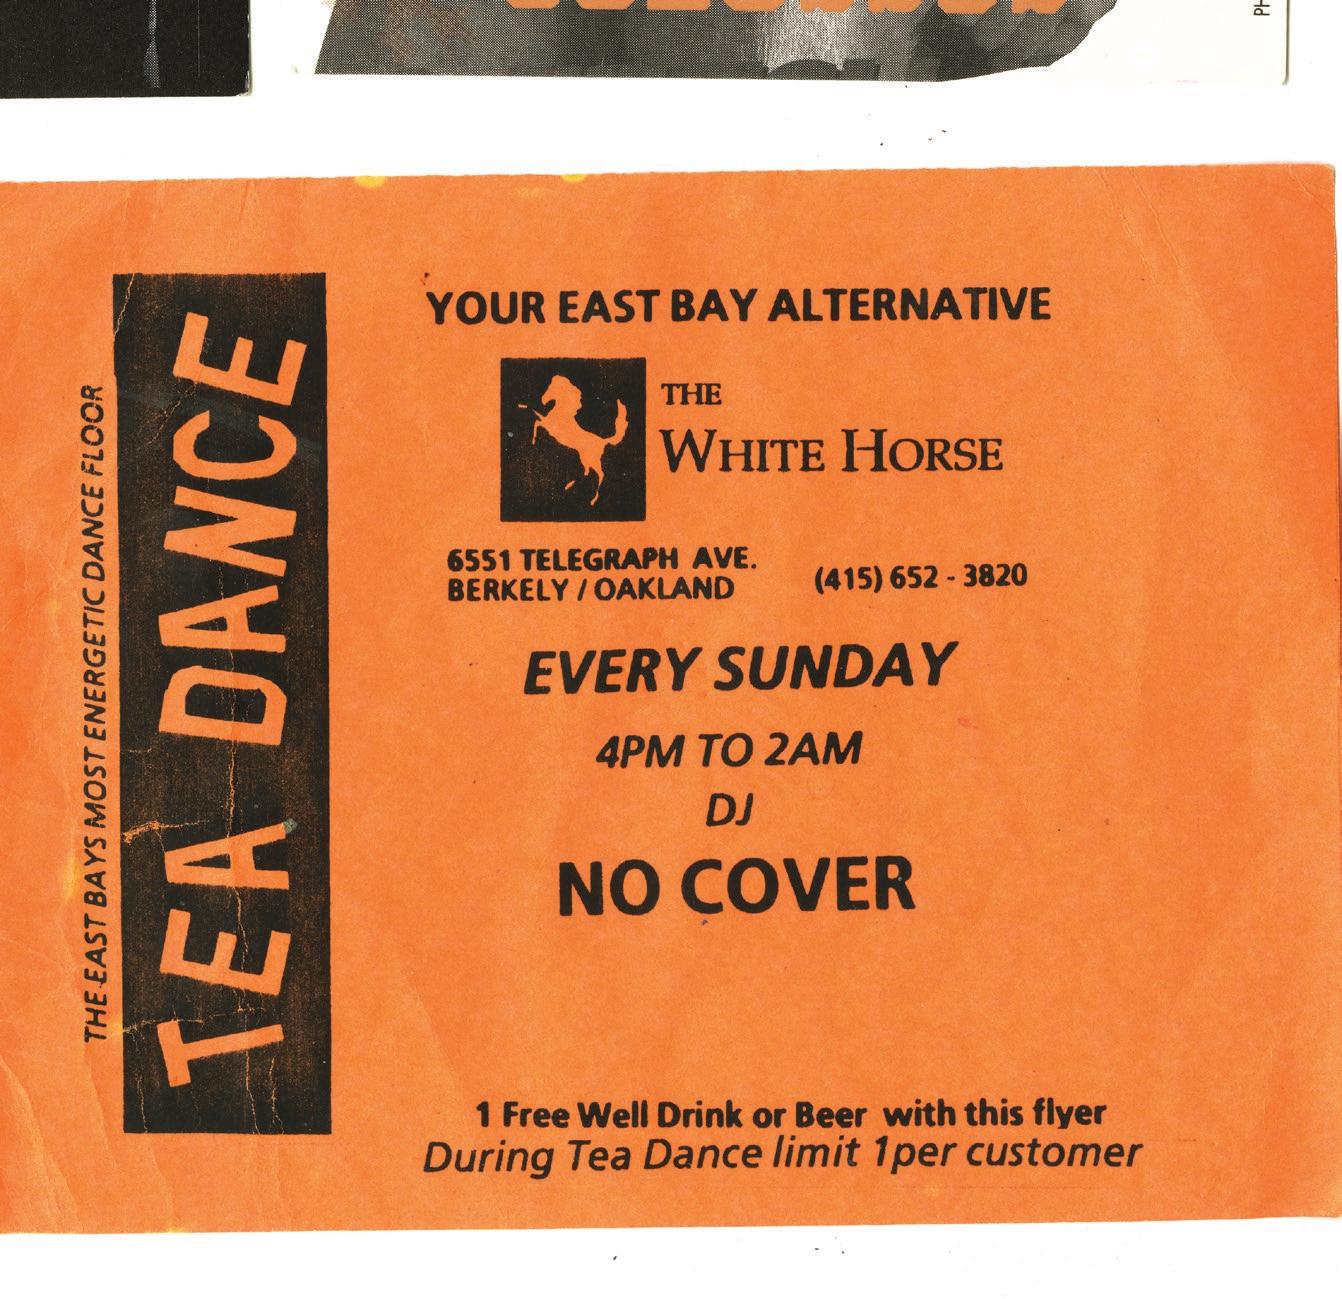 PH
THE EAST BAYS MOST ENERGETIC DANCE FLOOR
TEA DANCE
YOUR EAST BAY ALTERNATIVE
THE
WHITE HORSE
6551 TELEGRAPH AVE.
BERKELY / OAKLAND
(415) 652 - 3820
EVERY SUNDAY
4PM TO 2AM
DJ
NO COVER
1 Free Well Drink or Beer with this flyer
During Tea Dance limit 1per customer